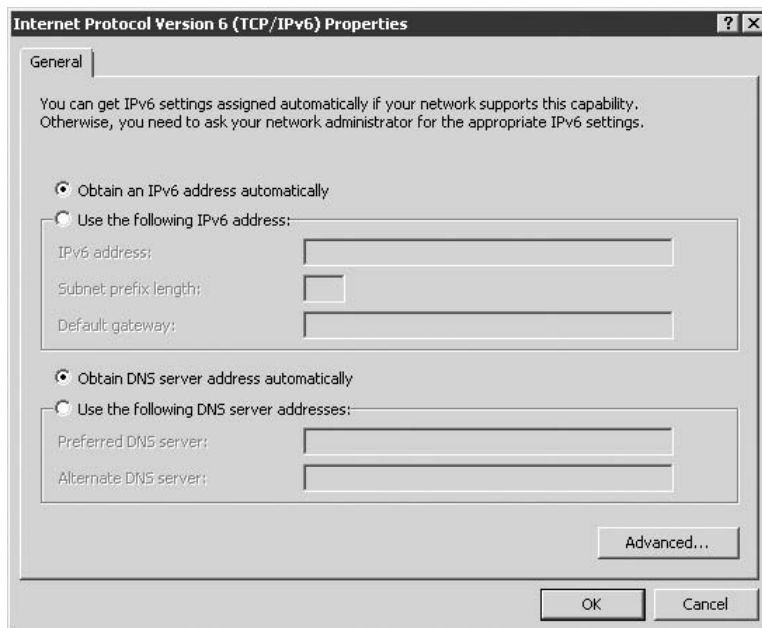 Internet Protocol Version 6 (TCP/IPv6) Properties
General
You can get IPv6 settings assigned automatically if your network supports this capability.
Otherwise, you need to ask your network administrator for the appropriate IPv6 settings.
Obtain an IPv6 address automatically
Use the following IPv6 address:
IPv6 address:
Subnet prefix length:
Default gateway:
Obtain DNS server address automatically
Use the following DNS server addresses:
Preferred DNS server:
Alternate DNS server:
Advanced...
OK
Cancel